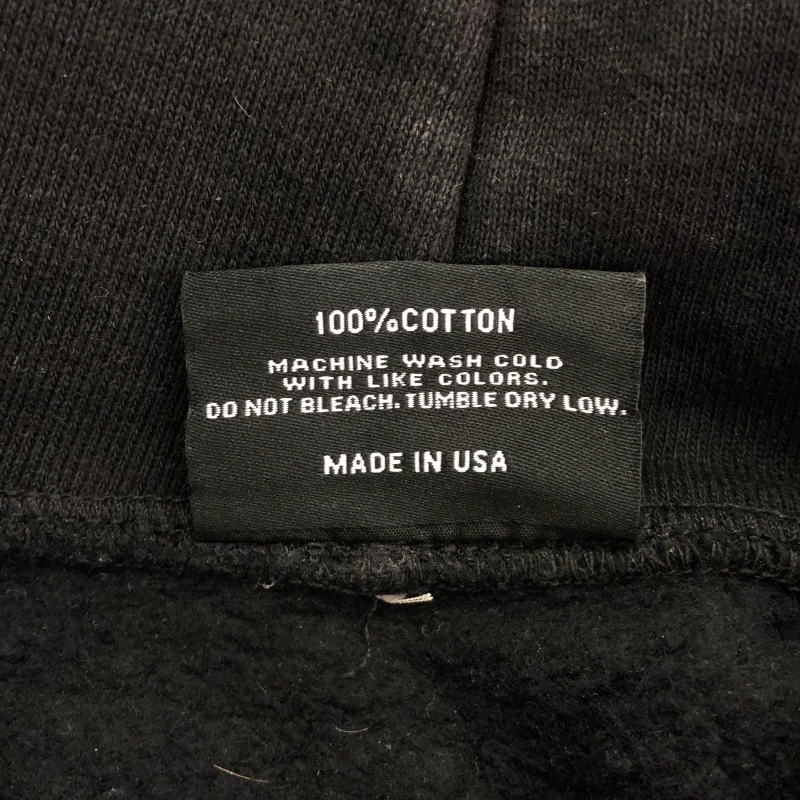 100%COTTON
MACHINE WASH COLD
WITH LIKE COLORS.
DO NOT BLEACH. TUMBLE DRY LOW.
MADE IN USA